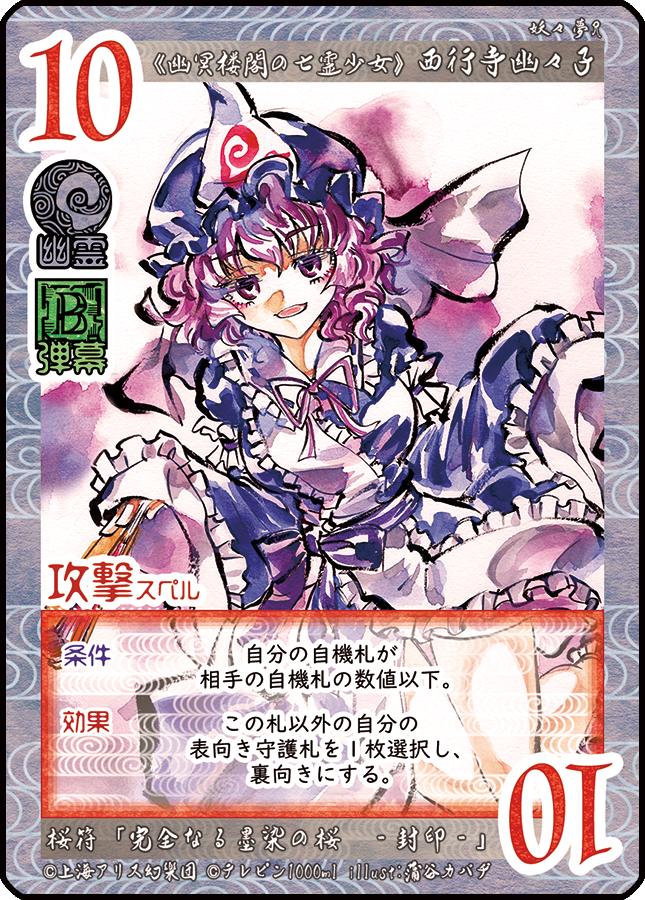 妖々夢
10
《幽冥楼閣の亡霊少女》 西行寺幽々子
幽霊
B
弾幕
攻撃スペル
条件
自分の自機札が
相手の自機札の数値以下。
効果
この札以外の自分の
表向き守護札を1枚選択し、
裏向きにする。
10
桜符「完全なる墨染の桜 -封印-」
©上海アリス幻樂団 ©テレピン1000ml illust:蒲谷カバヂ